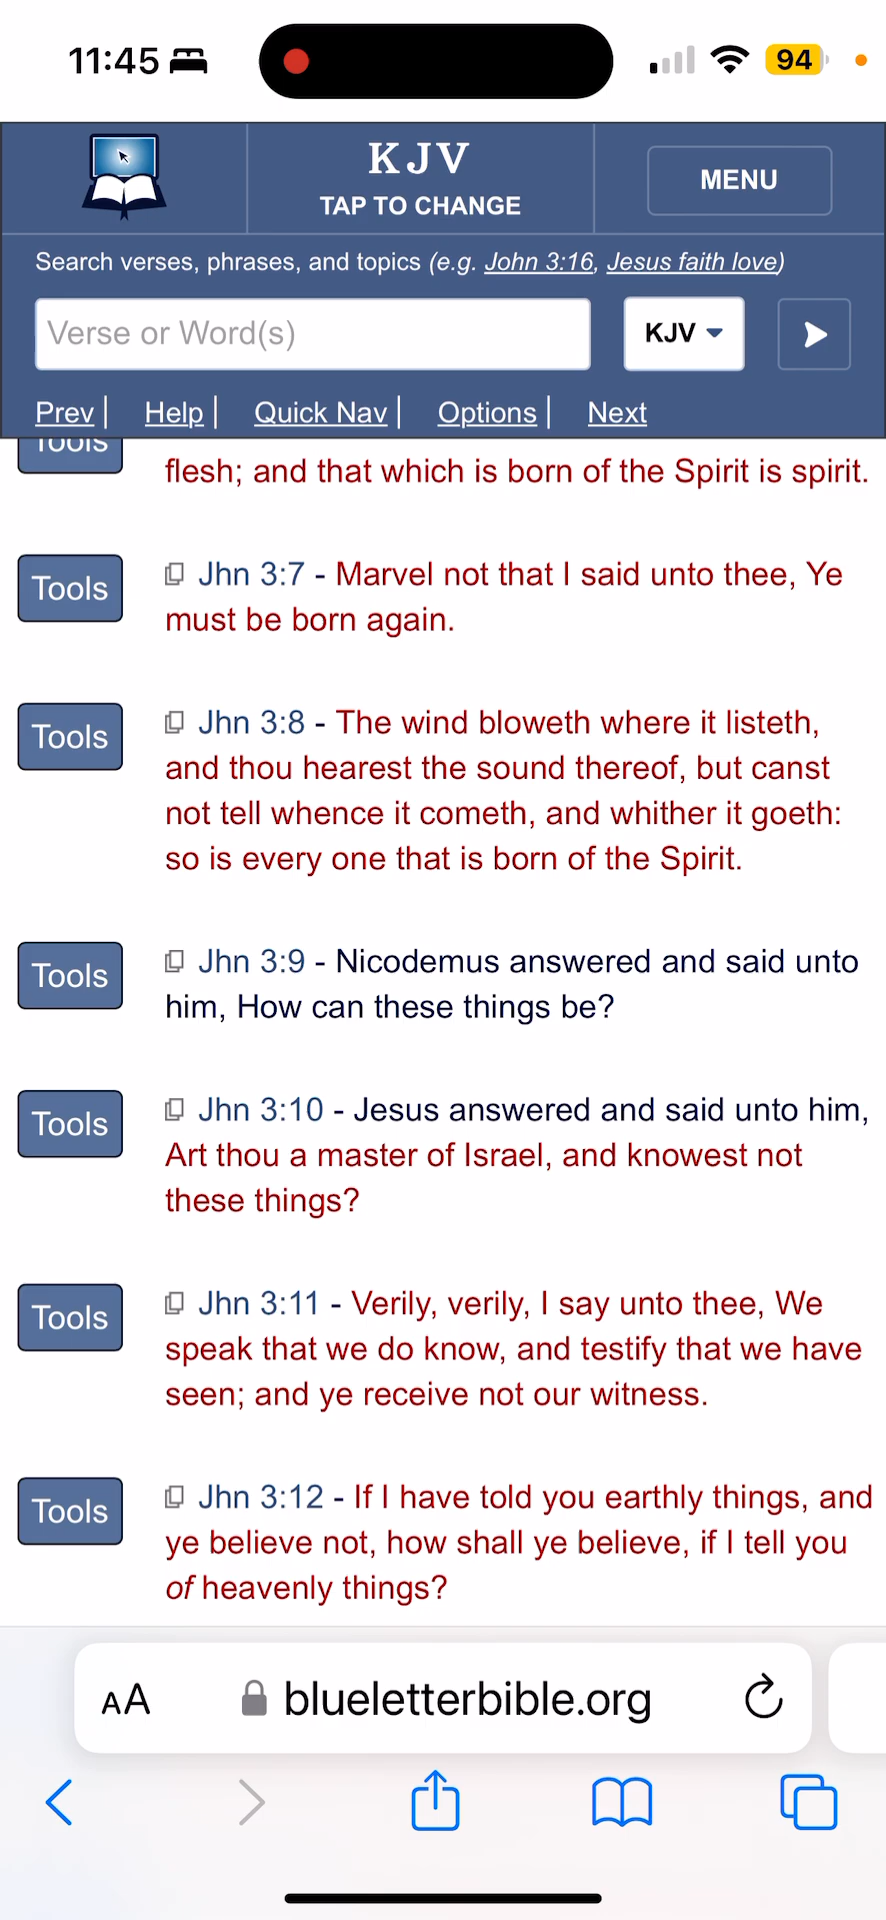 11:45
94
KJV
TAP TO CHANGE
MENU
Search verses, phrases, and topics (e.g. John 3:16, Jesus faith love)
Verse or Word(s)
KJV
Prev | Help | Quick Nav | Options | Next
Tools
flesh; and that which is born of the Spirit is spirit.
Tools
Jhn 3:7 - Marvel not that I said unto thee, Ye
must be born again.
Tools
Jhn 3:8 - The wind bloweth where it listeth,
and thou hearest the sound thereof, but canst
not tell whence it cometh, and whither it goeth:
so is every one that is born of the Spirit.
Tools
Jhn 3:9 - Nicodemus answered and said unto
him, How can these things be?
Tools
Jhn 3:10 - Jesus answered and said unto him,
Art thou a master of Israel, and knowest not
these things?
Tools
Jhn 3:11 - Verily, verily, I say unto thee, We
speak that we do know, and testify that we have
seen; and ye receive not our witness.
Tools
Jhn 3:12 - If I have told you earthly things, and
ye believe not, how shall ye believe, if I tell you
of heavenly things?
AA
blueletterbible.org